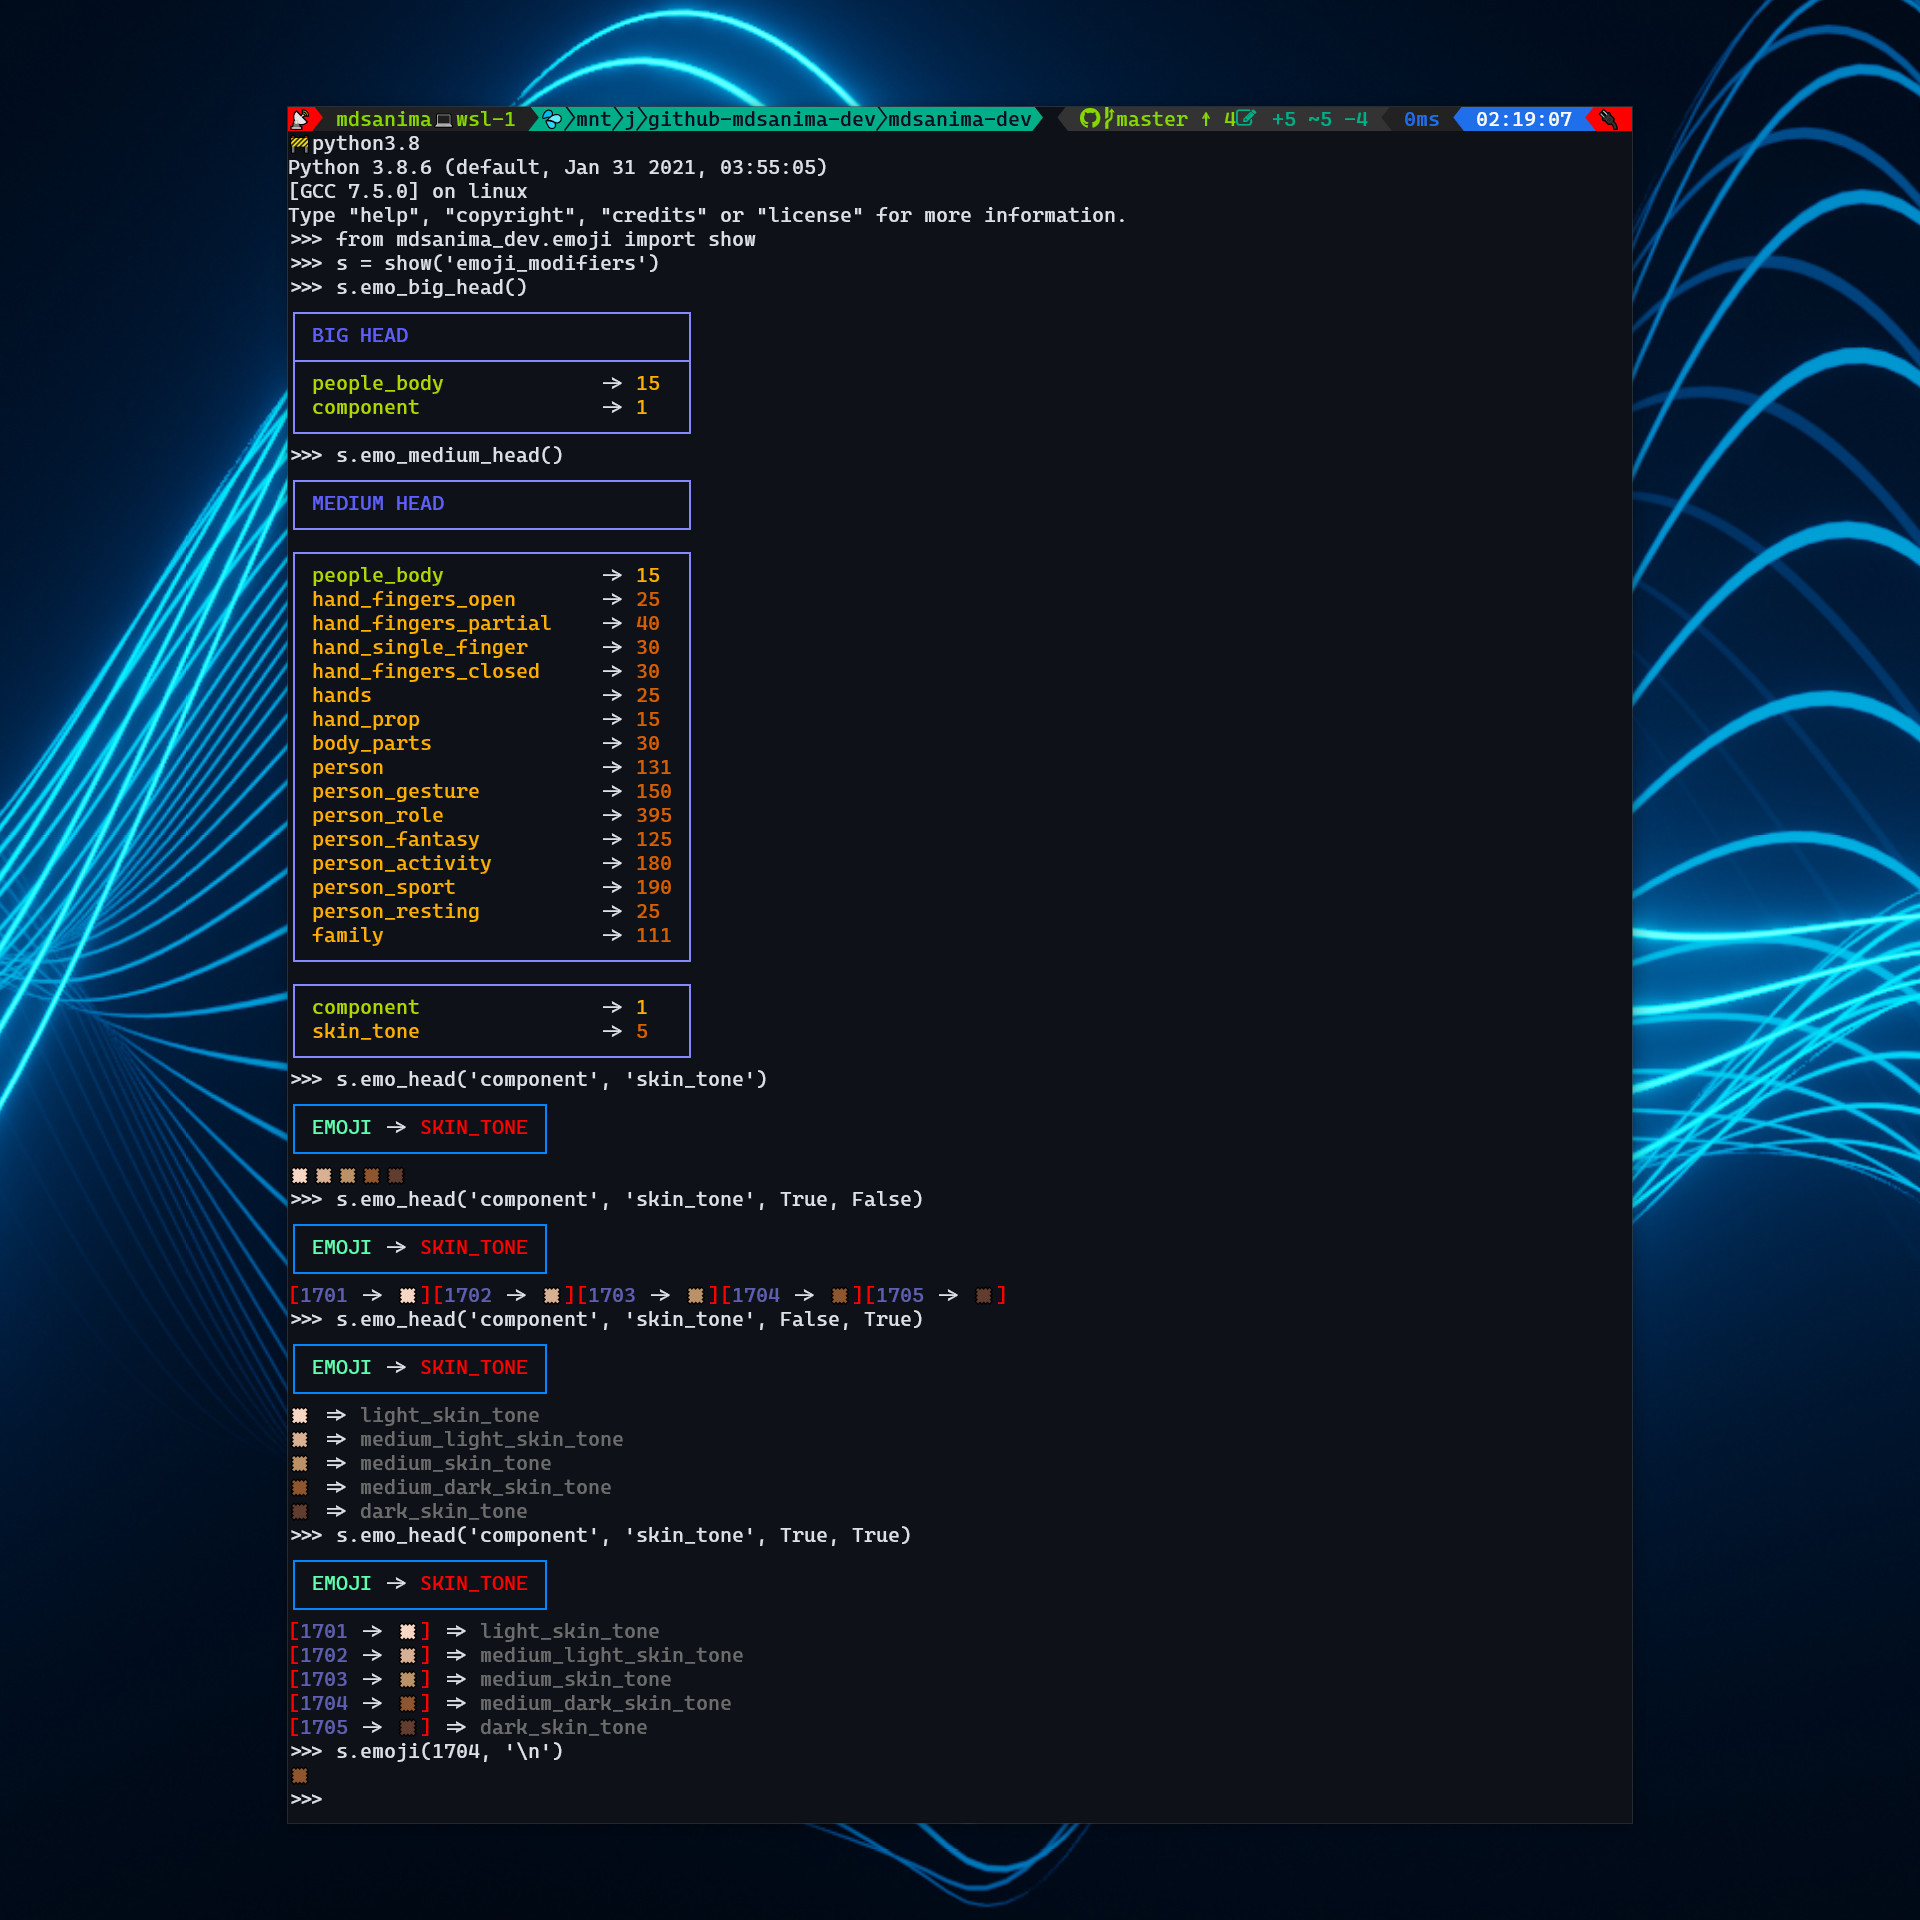 mdsanima wsl-1 mnt j github-mdsanima-dev mdsanima-dev master ↑ 4 +5 ~5 -4 0ms 02:19:07
python3.8
Python 3.8.6 (default, Jan 31 2021, 03:55:05)
[GCC 7.5.0] on linux
Type "help", "copyright", "credits" or "license" for more information.
>>> from mdsanima_dev.emoji import show
>>> s = show('emoji_modifiers')
>>> s.emo_big_head()
BIG HEAD
people_body → 15
component → 1
>>> s.emo_medium_head()
MEDIUM HEAD
people_body → 15
hand_fingers_open → 25
hand_fingers_partial → 40
hand_single_finger → 30
hand_fingers_closed → 30
hands → 25
hand_prop → 15
body_parts → 30
person → 131
person_gesture → 150
person_role → 395
person_fantasy → 125
person_activity → 180
person_sport → 190
person_resting → 25
family → 111
component → 1
skin_tone → 5
>>> s.emo_head('component', 'skin_tone')
EMOJI → SKIN_TONE
>>> s.emo_head('component', 'skin_tone', True, False)
EMOJI → SKIN_TONE
[1701 → 🏻][1702 → 🏼][1703 → 🏽][1704 → 🏾][1705 → 🏿]
>>> s.emo_head('component', 'skin_tone', False, True)
EMOJI → SKIN_TONE
🏻 ⇒ light_skin_tone
🏼 ⇒ medium_light_skin_tone
🏽 ⇒ medium_skin_tone
🏾 ⇒ medium_dark_skin_tone
🏿 ⇒ dark_skin_tone
>>> s.emo_head('component', 'skin_tone', True, True)
EMOJI → SKIN_TONE
[1701 → 🏻] ⇒ light_skin_tone
[1702 → 🏼] ⇒ medium_light_skin_tone
[1703 → 🏽] ⇒ medium_skin_tone
[1704 → 🏾] ⇒ medium_dark_skin_tone
[1705 → 🏿] ⇒ dark_skin_tone
>>> s.emoji(1704, '\n')
🏾
>>>